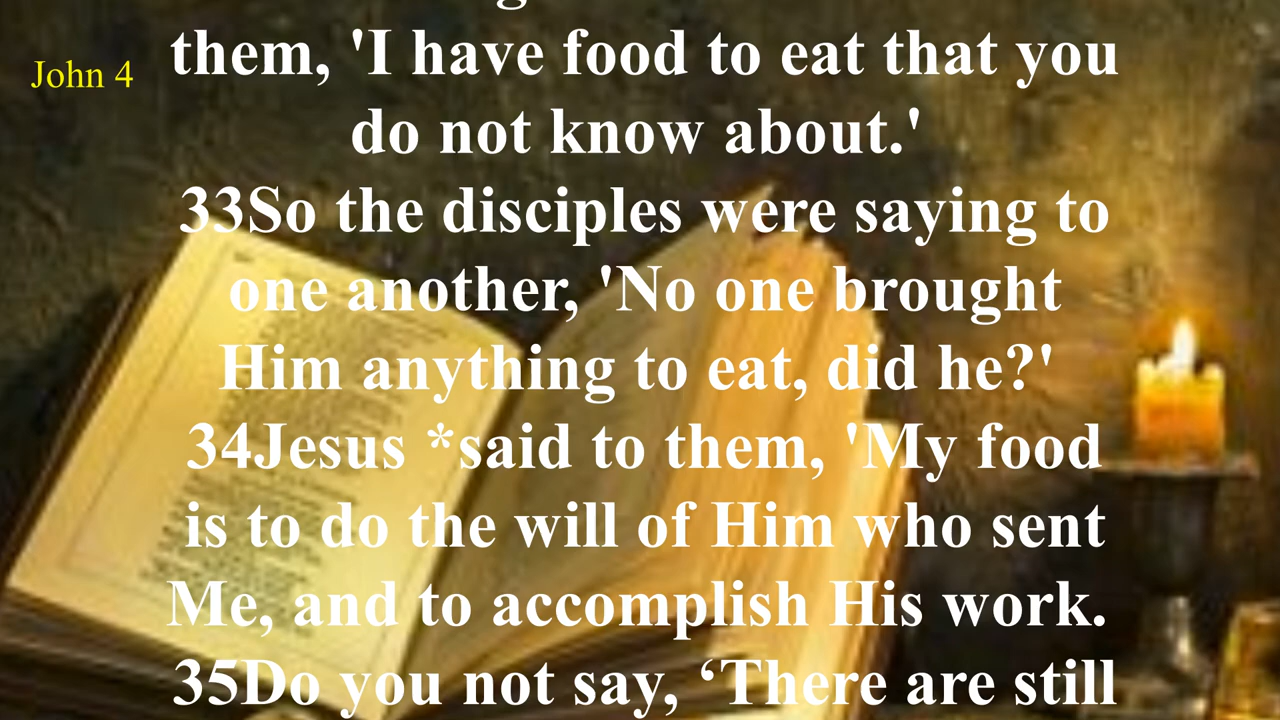 John 4
them, 'I have food to eat that you
do not know about.'
33So the disciples were saying to
one another, 'No one brought
Him anything to eat, did he?'
34Jesus *said to them, 'My food
is to do the will of Him who sent
Me, and to accomplish His work.
35Do you not say, ‘There are still